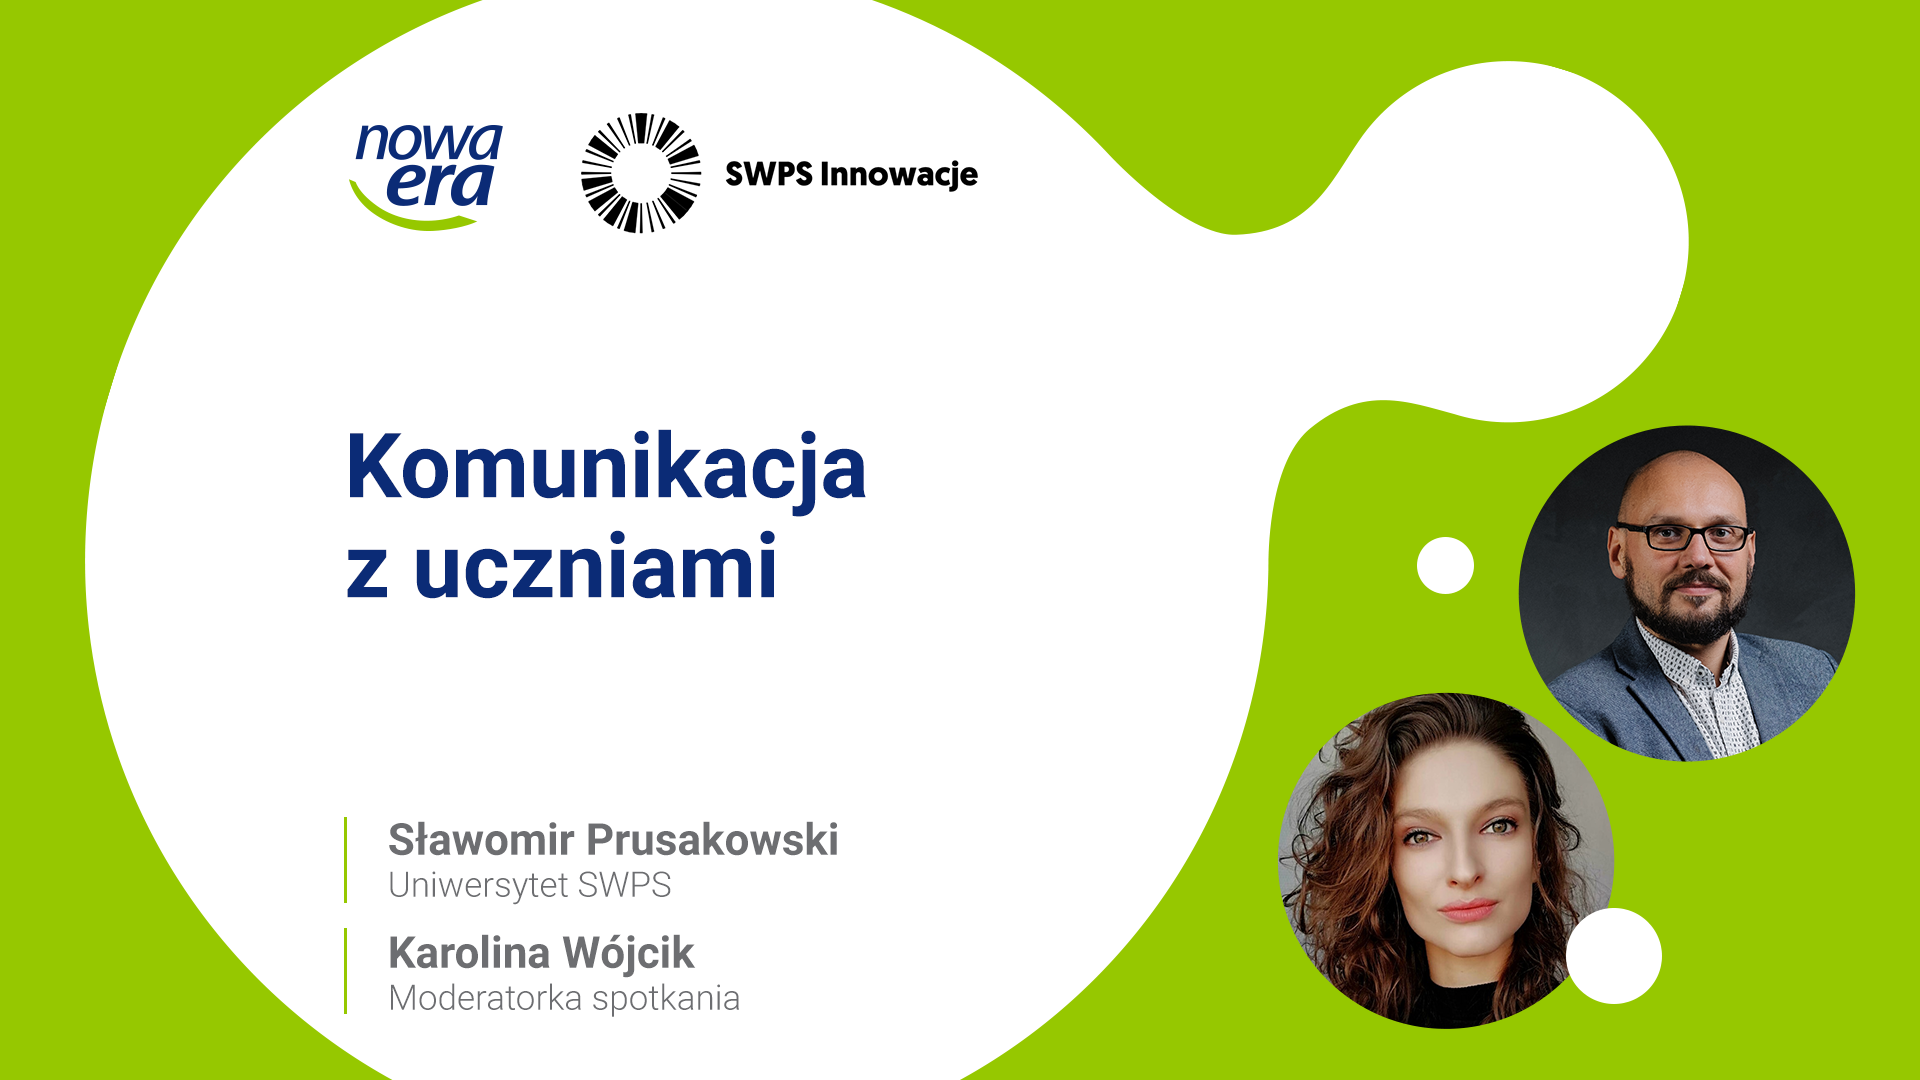 nowa
era
SWPS Innowacje
Komunikacja
z uczniami
Sławomir Prusakowski
Uniwersytet SWPS
Karolina Wójcik
Moderatorka spotkania